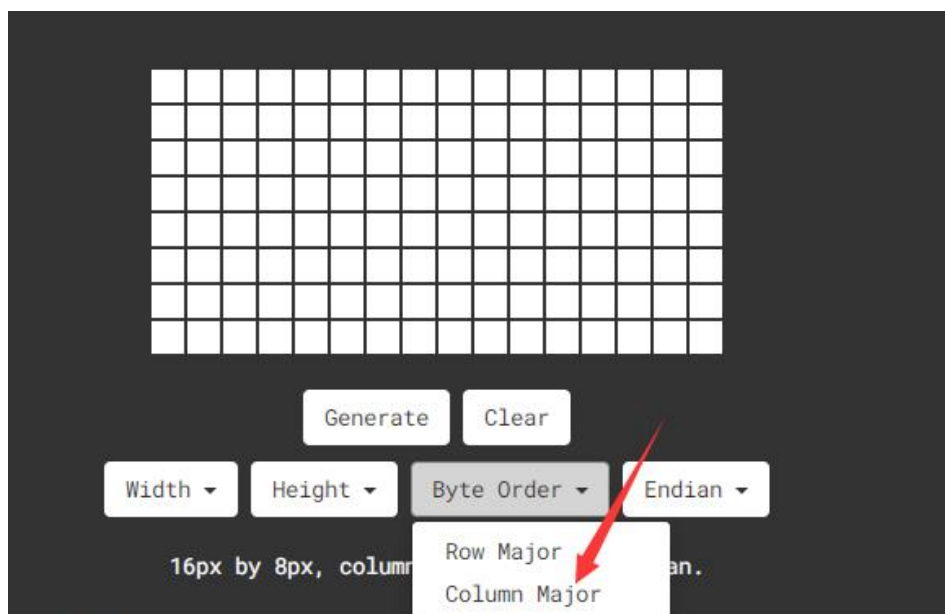 Generate Clear
Width Height Byte Order Endian
Row Major
16px by 8px, colum an.
Column Major